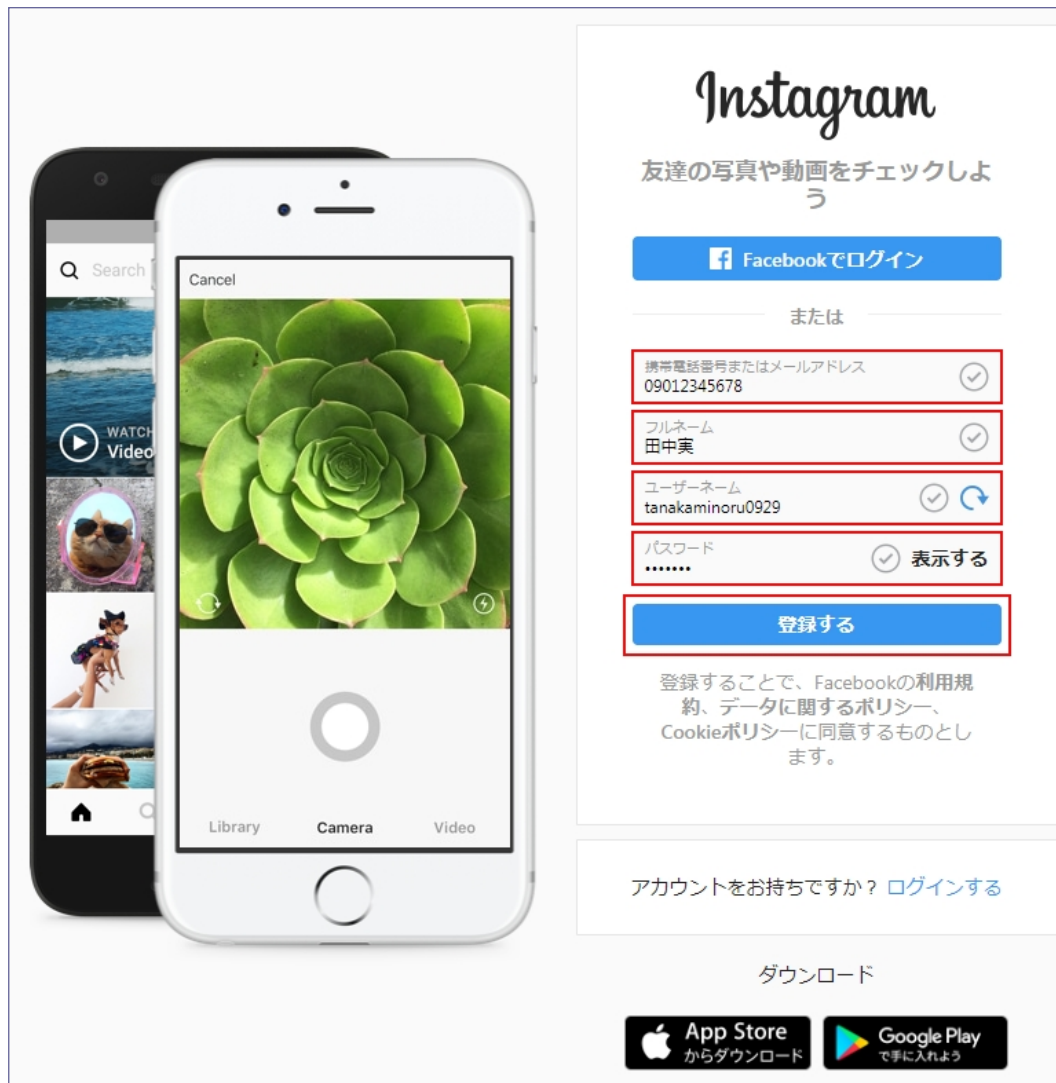 Instagram
友達の写真や動画をチェックしよ
う
Facebookでログイン
または
携帯電話番号またはメールアドレス
09012345678
フルネーム
田中実
ユーザーネーム
tanakaminoru0929
パスワード
•••••••
表示する
登録する
登録することで、Facebookの利用規
約、データに関するポリシー、
Cookieポリシーに同意するものとし
ます。
アカウントをお持ちですか？ ログインする
ダウンロード
App Store
からダウンロード
Google Play
で手に入れよう
Search
WATCH
Video
Cancel
Library Camera Video